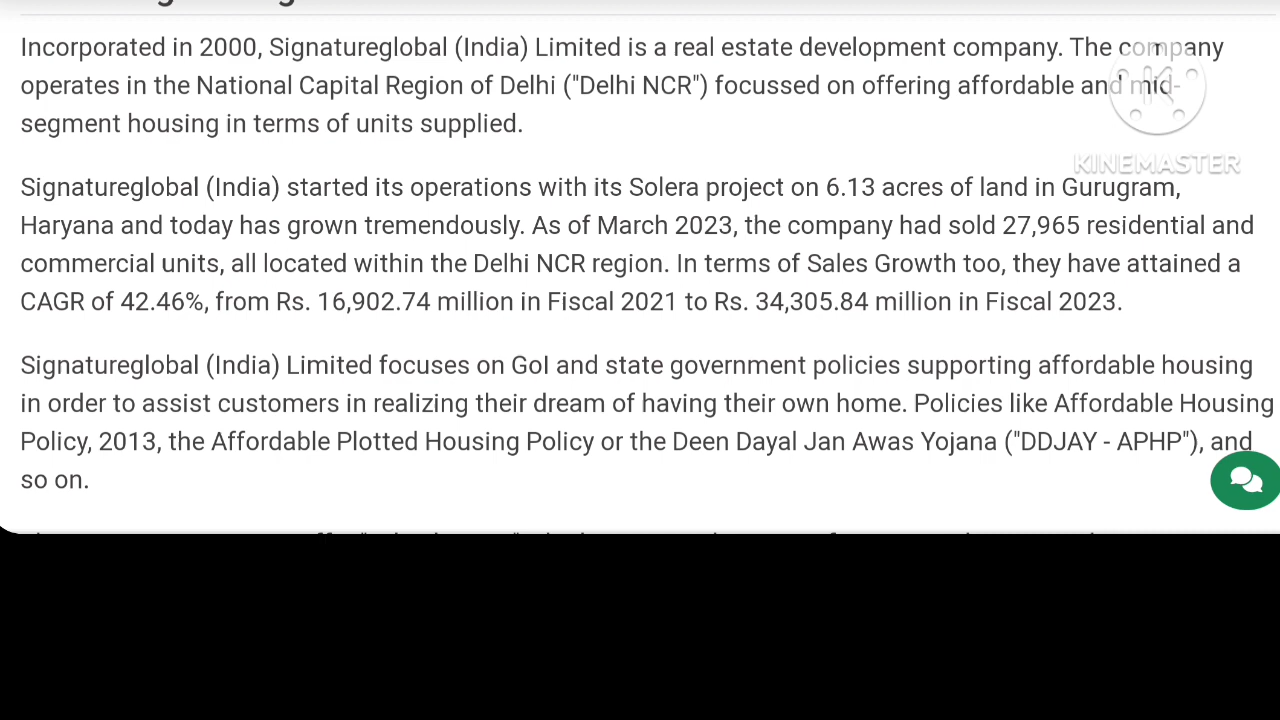 Incorporated in 2000, Signatureglobal (India) Limited is a real estate development company. The company
operates in the National Capital Region of Delhi ("Delhi NCR") focussed on offering affordable and mid-
segment housing in terms of units supplied.
KINEMASTER
Signatureglobal (India) started its operations with its Solera project on 6.13 acres of land in Gurugram,
Haryana and today has grown tremendously. As of March 2023, the company had sold 27,965 residential and
commercial units, all located within the Delhi NCR region. In terms of Sales Growth too, they have attained a
CAGR of 42.46%, from Rs. 16,902.74 million in Fiscal 2021 to Rs. 34,305.84 million in Fiscal 2023.
Signatureglobal (India) Limited focuses on GoI and state government policies supporting affordable housing
in order to assist customers in realizing their dream of having their own home. Policies like Affordable Housing
Policy, 2013, the Affordable Plotted Housing Policy or the Deen Dayal Jan Awas Yojana ("DDJAY - APHP"), and
so on.